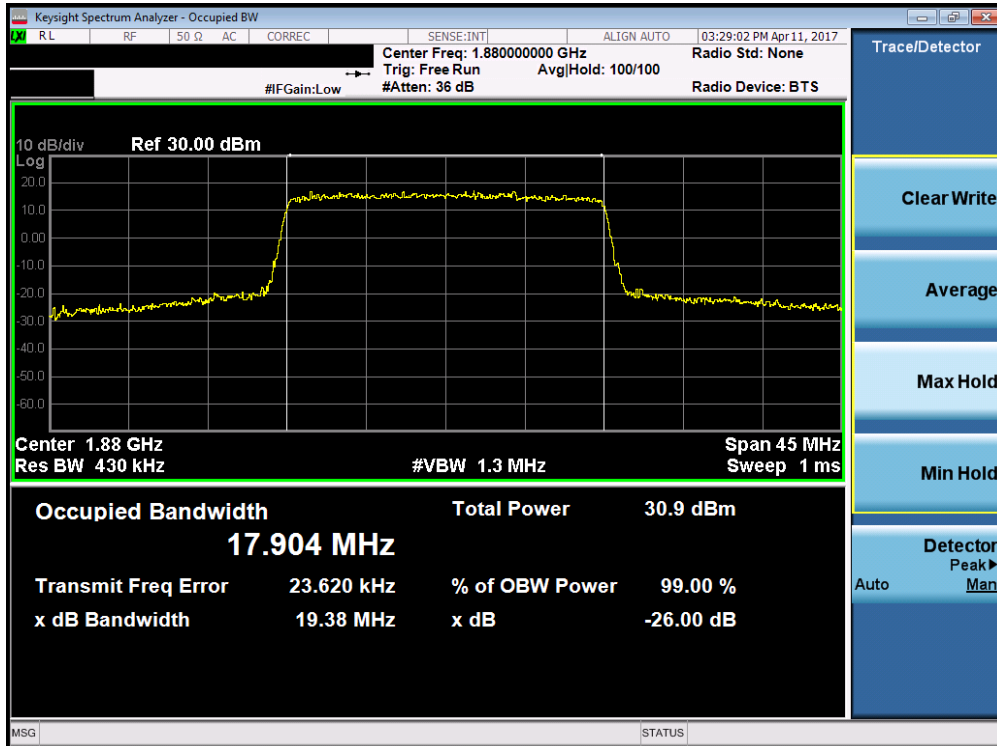 Keysight Spectrum Analyzer - Occupied BW
LXI RL RF 50 Ω AC CORREC SENSE:INT ALIGN AUTO 03:29:02 PM Apr 11, 2017
Center Freq: 1.880000000 GHz Radio Std: None
Trig: Free Run Avg|Hold: 100/100
#IFGain:Low #Atten: 36 dB Radio Device: BTS
10 dB/div Ref 30.00 dBm
Log
20.0
10.0
0.00
-10.0
-20.0
-30.0
-40.0
-50.0
-60.0
Center 1.88 GHz Span 45 MHz
Res BW 430 kHz #VBW 1.3 MHz Sweep 1 ms
Occupied Bandwidth Total Power 30.9 dBm
17.904 MHz
Transmit Freq Error 23.620 kHz % of OBW Power 99.00 %
x dB Bandwidth 19.38 MHz x dB -26.00 dB
MSG STATUS
Trace/Detector
Clear Write
Average
Max Hold
Min Hold
Detector
Peak▶
Auto Man